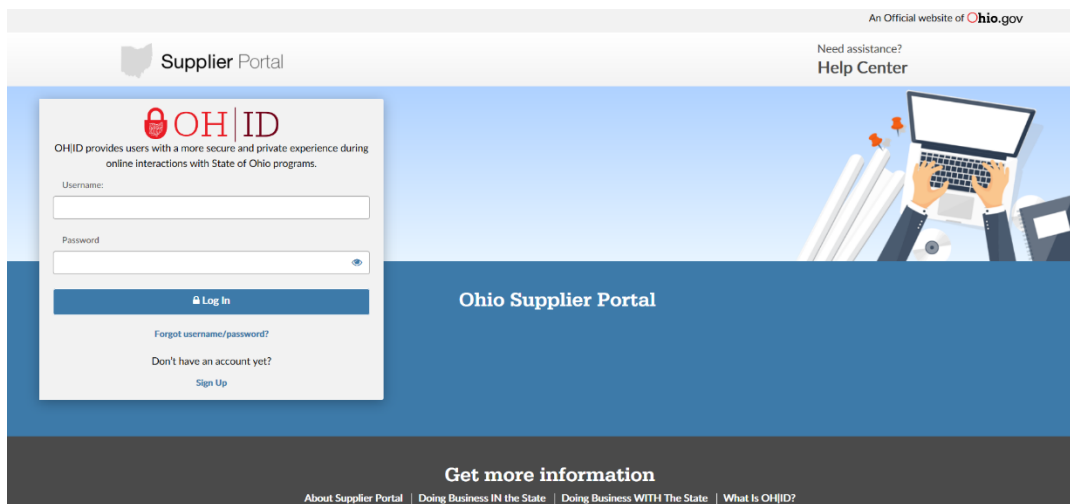 An Official website of Ohio.gov
Supplier Portal
Need assistance?
Help Center
OH|ID
OH|ID provides users with a more secure and private experience during
online interactions with State of Ohio programs.
Username:
Password
Log In
Forgot username/password?
Don't have an account yet?
Sign Up
Ohio Supplier Portal
Get more information
About Supplier Portal | Doing Business IN the State | Doing Business WITH The State | What Is OH|ID?